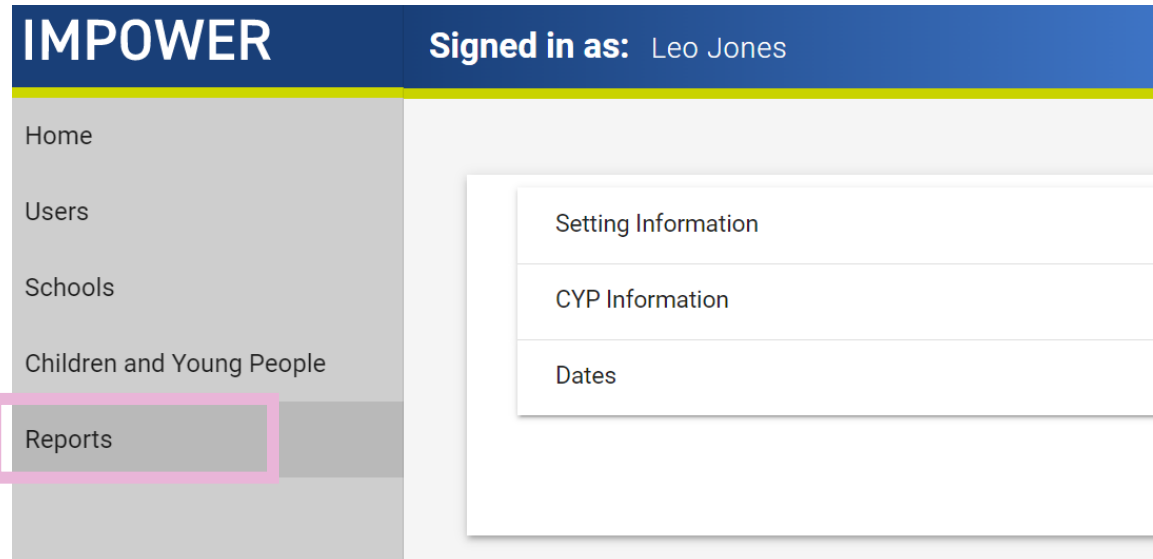 IMPOWER
Signed in as: Leo Jones
Home
Users
Schools
Children and Young People
Reports
Setting Information
CYP Information
Dates